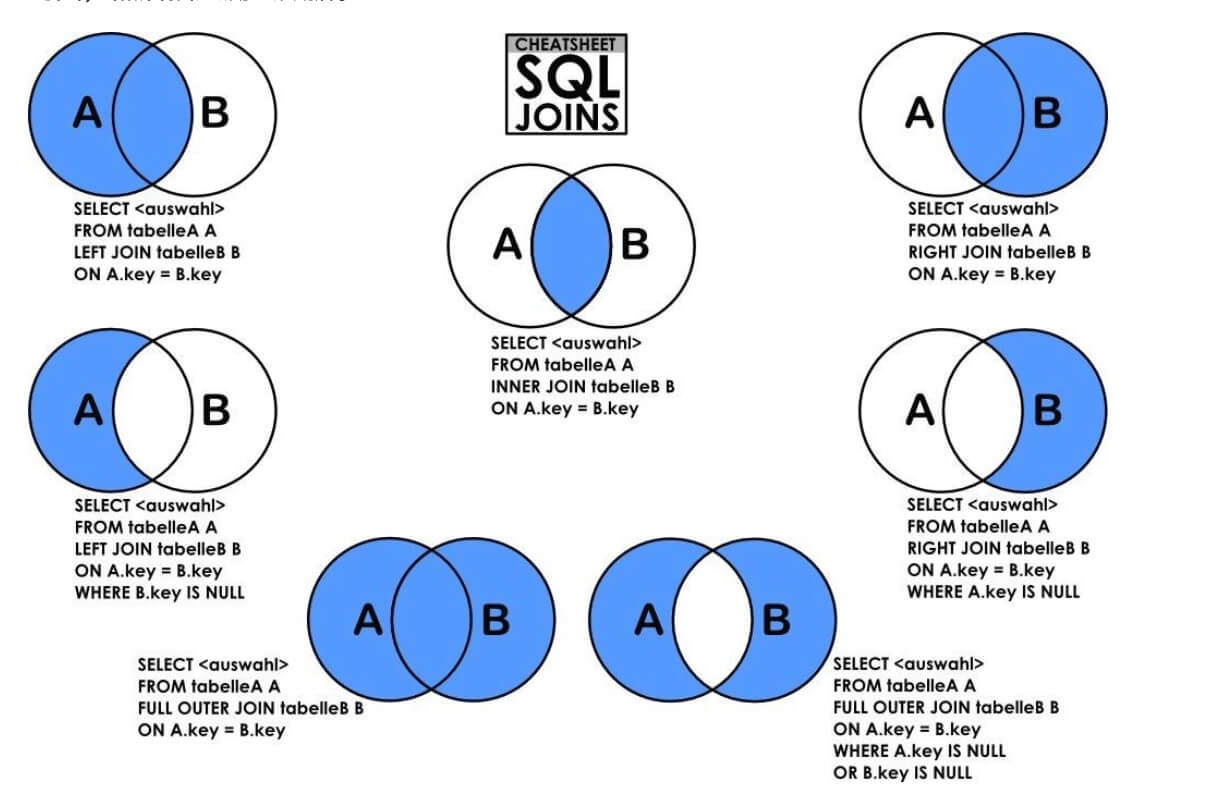 A B
SELECT <auswahl>
FROM tabelleA A
LEFT JOIN tabelleB B
ON A.key = B.key
CHEATSHEET
SQL
JOINS
A B
SELECT <auswahl>
FROM tabelleA A
INNER JOIN tabelleB B
ON A.key = B.key
A B
SELECT <auswahl>
FROM tabelleA A
RIGHT JOIN tabelleB B
ON A.key = B.key
A B
SELECT <auswahl>
FROM tabelleA A
LEFT JOIN tabelleB B
ON A.key = B.key
WHERE B.key IS NULL
A B
SELECT <auswahl>
FROM tabelleA A
RIGHT JOIN tabelleB B
ON A.key = B.key
WHERE A.key IS NULL
A B
SELECT <auswahl>
FROM tabelleA A
FULL OUTER JOIN tabelleB B
ON A.key = B.key
A B
SELECT <auswahl>
FROM tabelleA A
FULL OUTER JOIN tabelleB B
ON A.key = B.key
WHERE A.key IS NULL
OR B.key IS NULL